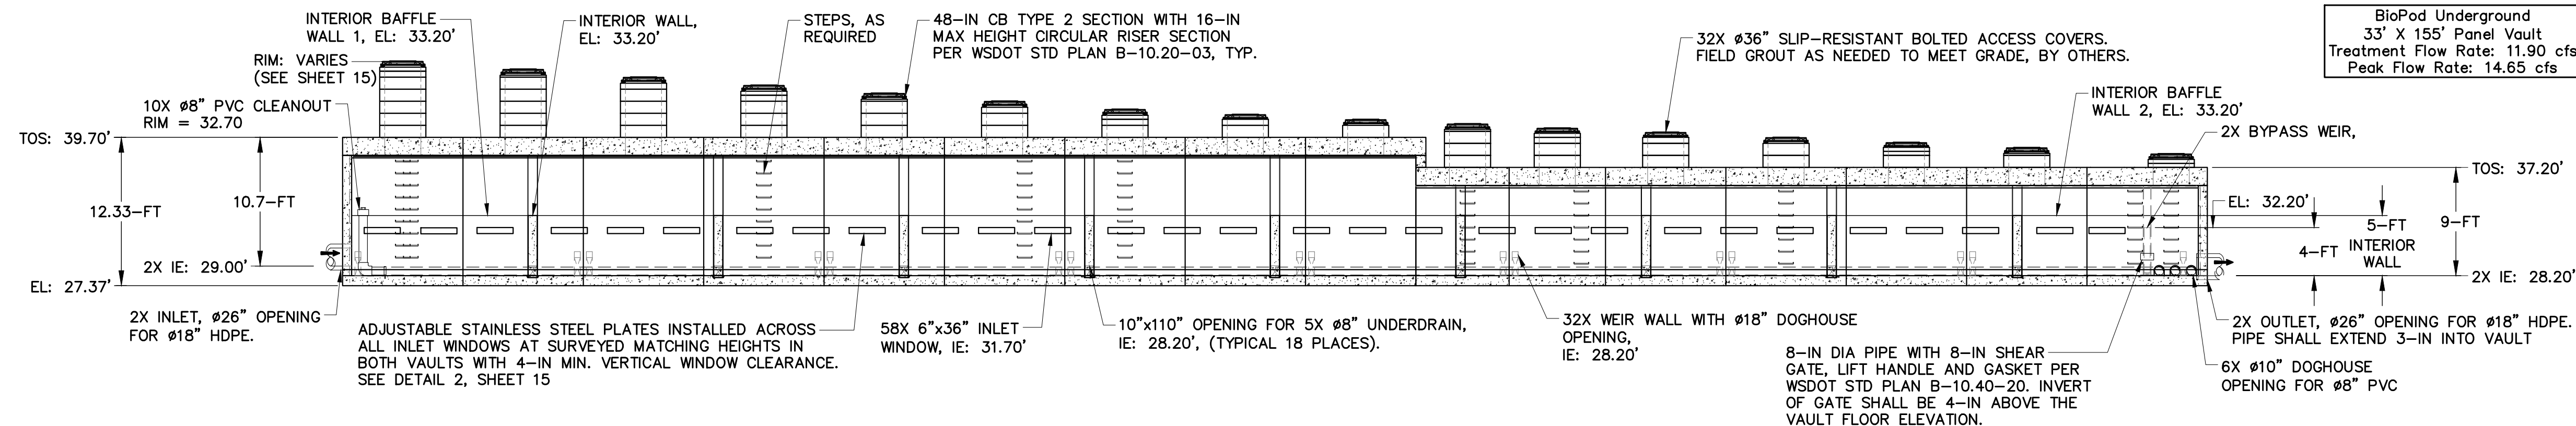 INTERIOR BAFFLE
WALL 1, EL: 33.20'
INTERIOR WALL,
EL: 33.20'
STEPS, AS
REQUIRED
48-IN CB TYPE 2 SECTION WITH 16-IN
MAX HEIGHT CIRCULAR RISER SECTION
PER WSDOT STD PLAN B-10.20-03, TYP.
32X ø36" SLIP-RESISTANT BOLTED ACCESS COVERS.
FIELD GROUT AS NEEDED TO MEET GRADE, BY OTHERS.
BioPod Underground
33' X 155' Panel Vault
Treatment Flow Rate: 11.90 cfs
Peak Flow Rate: 14.65 cfs
RIM: VARIES
(SEE SHEET 15)
10X ø8" PVC CLEANOUT
RIM = 32.70
INTERIOR BAFFLE
WALL 2, EL: 33.20'
2X BYPASS WEIR,
TOS: 39.70'
TOS: 37.20'
12.33-FT
10.7-FT
EL: 32.20'
5-FT
9-FT
4-FT
INTERIOR
WALL
2X IE: 29.00'
EL: 27.37'
2X IE: 28.20'
2X INLET, ø26" OPENING
FOR ø18" HDPE.
ADJUSTABLE STAINLESS STEEL PLATES INSTALLED ACROSS
ALL INLET WINDOWS AT SURVEYED MATCHING HEIGHTS IN
BOTH VAULTS WITH 4-IN MIN. VERTICAL WINDOW CLEARANCE.
SEE DETAIL 2, SHEET 15
58X 6"x36" INLET
WINDOW, IE: 31.70'
10"x110" OPENING FOR 5X ø8" UNDERDRAIN,
IE: 28.20', (TYPICAL 18 PLACES).
32X WEIR WALL WITH ø18" DOGHOUSE
OPENING,
IE: 28.20'
8-IN DIA PIPE WITH 8-IN SHEAR
GATE, LIFT HANDLE AND GASKET PER
WSDOT STD PLAN B-10.40-20. INVERT
OF GATE SHALL BE 4-IN ABOVE THE
VAULT FLOOR ELEVATION.
2X OUTLET, ø26" OPENING FOR ø18" HDPE.
PIPE SHALL EXTEND 3-IN INTO VAULT
6X ø10" DOGHOUSE
OPENING FOR ø8" PVC